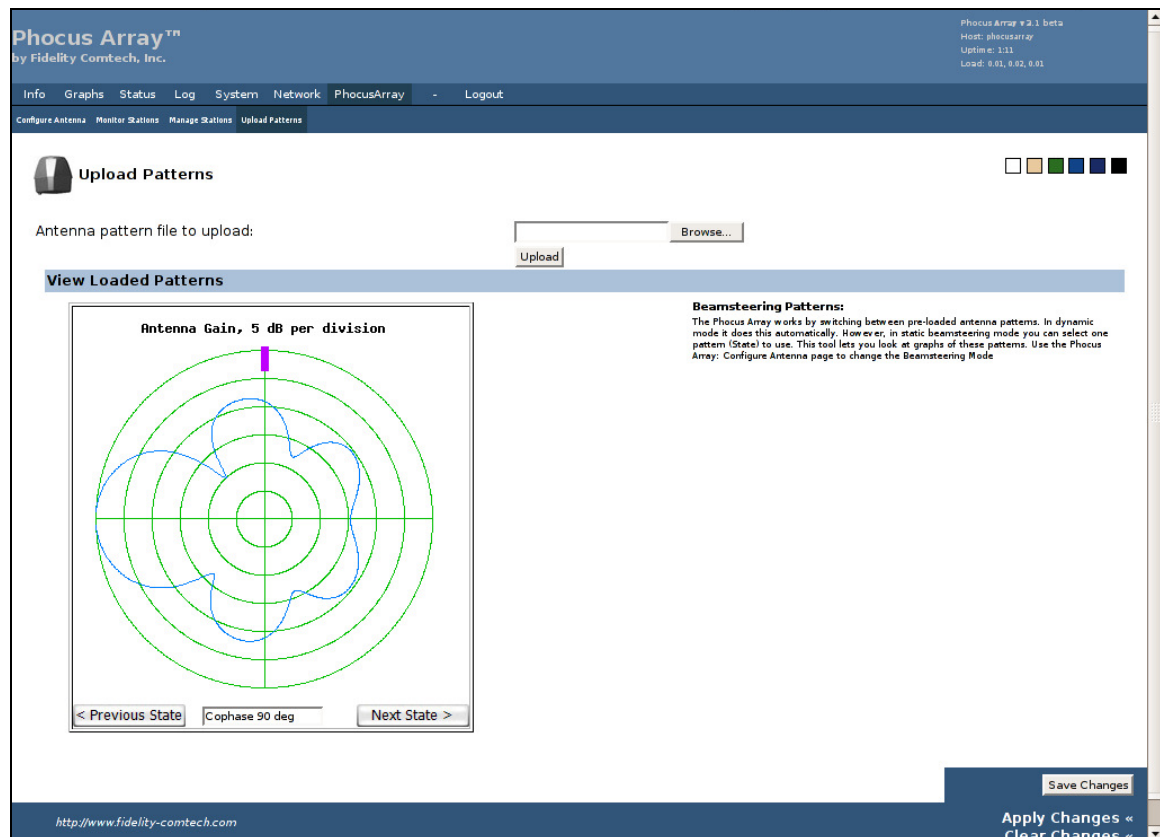 Phocus Array™
by Fidelity Comtech, Inc.
Phocus Array v 3.1 beta
Host: phocusarray
Uptime: 1:11
Load: 0.01, 0.02, 0.01
Info Graphs Status Log System Network PhocusArray - Logout
Configure Antenna Monitor Stations Manage Stations Upload Patterns
Upload Patterns
Antenna pattern file to upload:
Browse...
Upload
View Loaded Patterns
Antenna Gain, 5 dB per division
Beamsteering Patterns:
The Phocus Array works by switching between pre-loaded antenna patterns. In dynamic
mode it does this automatically. However, in static beamsteering mode you can select one
pattern (State) to use. This tool lets you look at graphs of these patterns. Use the Phocus
Array: Configure Antenna page to change the Beamsteering Mode
< Previous State
Cophase 90 deg
Next State >
Save Changes
http://www.fidelity-comtech.com
Apply Changes «
Clear Changes «